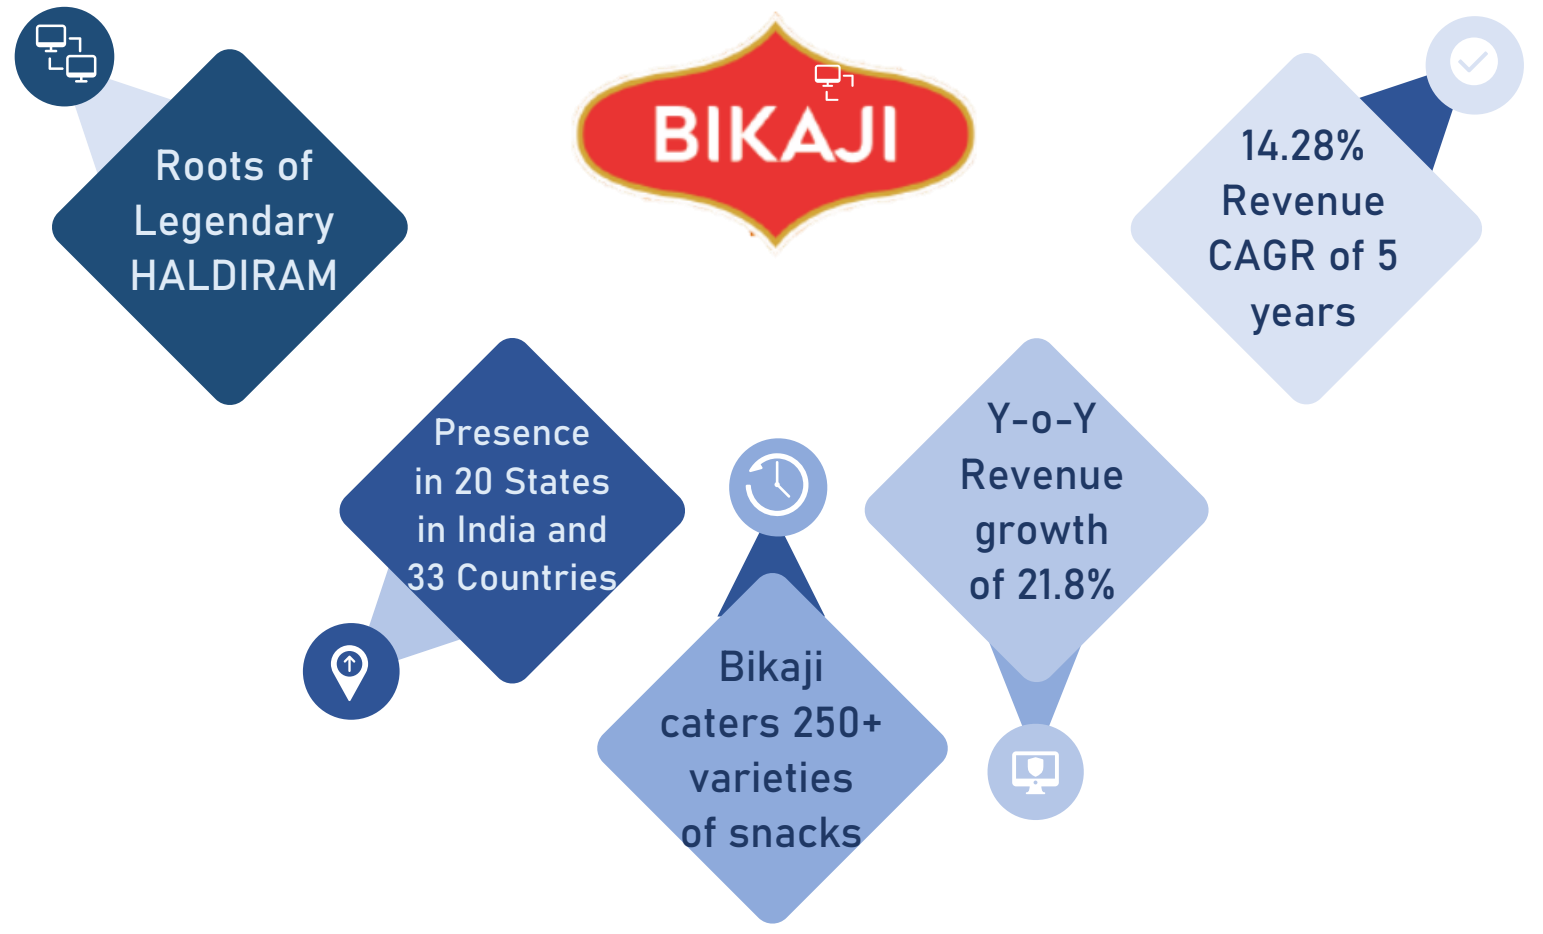 BIKAJI
Roots of
Legendary
HALDIRAM
Presence
in 20 States
in India and
33 Countries
Bikaji
caters 250+
varieties
of snacks
Y-o-Y
Revenue
growth
of 21.8%
14.28%
Revenue
CAGR of 5
years